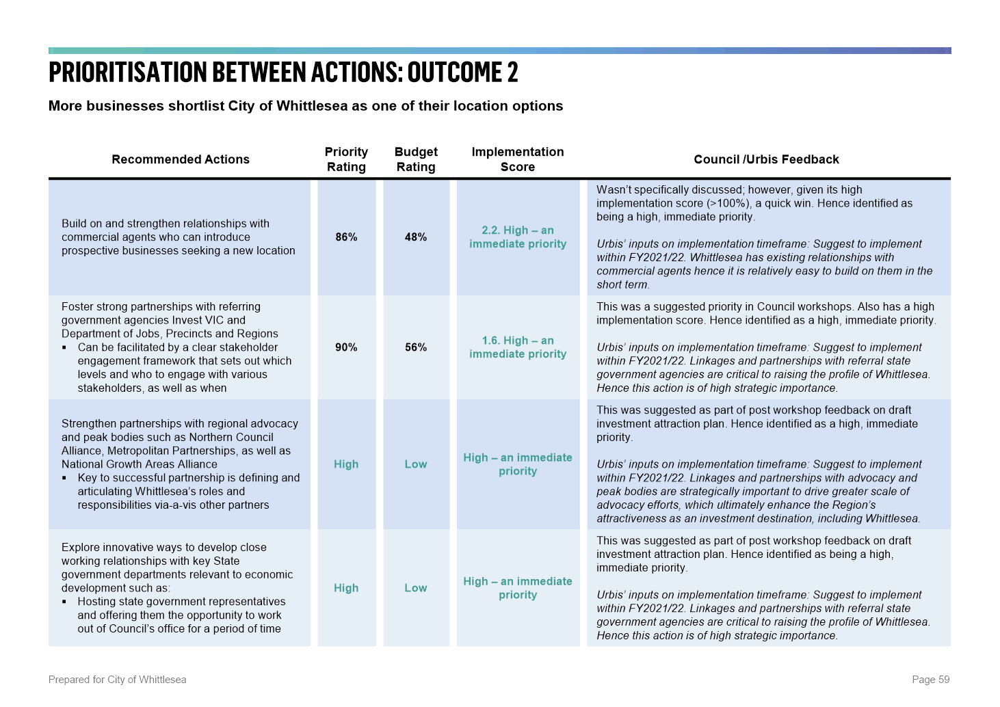 PRIORITISATION BETWEEN ACTIONS: OUTCOME 2
More businesses shortlist City of Whittlesea as one of their location options
Recommended Actions
Priority
Rating
Budget
Rating
Implementation
Score
Council /Urbis Feedback
Build on and strengthen relationships with
commercial agents who can introduce
prospective businesses seeking a new location
86%
48%
2.2. High – an
immediate priority
Wasn’t specifically discussed; however, given its high
implementation score (>100%), a quick win. Hence identified as
being a high, immediate priority.
Urbis’ inputs on implementation timeframe: Suggest to implement
within FY2021/22. Whittlesea has existing relationships with
commercial agents hence it is relatively easy to build on them in the
short term.
Foster strong partnerships with referring
government agencies Invest VIC and
Department of Jobs, Precincts and Regions
▪ Can be facilitated by a clear stakeholder
engagement framework that sets out which
levels and who to engage with various
stakeholders, as well as when
90%
56%
1.6. High – an
immediate priority
This was a suggested priority in Council workshops. Also has a high
implementation score. Hence identified as a high, immediate priority.
Urbis’ inputs on implementation timeframe: Suggest to implement
within FY2021/22. Linkages and partnerships with referral state
government agencies are critical to raising the profile of Whittlesea.
Hence this action is of high strategic importance.
Strengthen partnerships with regional advocacy
and peak bodies such as Northern Council
Alliance, Metropolitan Partnerships, as well as
National Growth Areas Alliance
▪ Key to successful partnership is defining and
articulating Whittlesea’s roles and
responsibilities via-a-vis other partners
High
Low
High – an immediate
priority
This was suggested as part of post workshop feedback on draft
investment attraction plan. Hence identified as a high, immediate
priority.
Urbis’ inputs on implementation timeframe: Suggest to implement
within FY2021/22. Linkages and partnerships with advocacy and
peak bodies are strategically important to drive greater scale of
advocacy efforts, which ultimately enhance the Region’s
attractiveness as an investment destination, including Whittlesea.
Explore innovative ways to develop close
working relationships with key State
government departments relevant to economic
development such as:
▪ Hosting state government representatives
and offering them the opportunity to work
out of Council’s office for a period of time
High
Low
High – an immediate
priority
This was suggested as part of post workshop feedback on draft
investment attraction plan. Hence identified as being a high,
immediate priority.
Urbis’ inputs on implementation timeframe: Suggest to implement
within FY2021/22. Linkages and partnerships with referral state
government agencies are critical to raising the profile of Whittlesea.
Hence this action is of high strategic importance.
Prepared for City of Whittlesea
Page 59